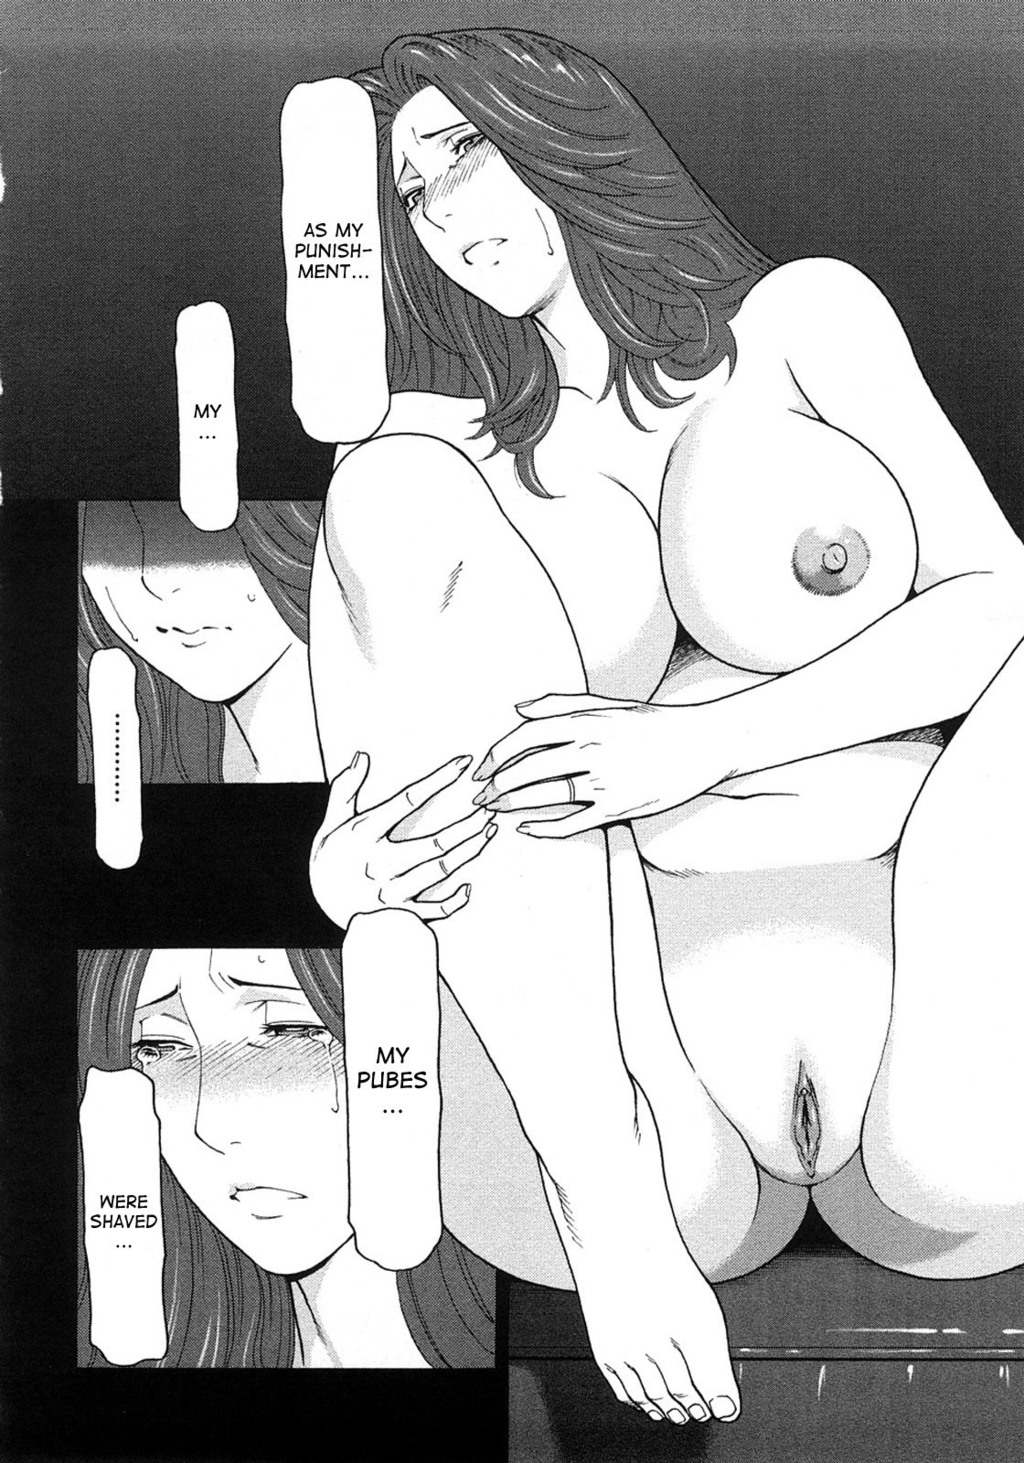 AS MY
PUNISH-
MENT...
MY
...
..........
MY
PUBES
...
WERE
SHAVED
...